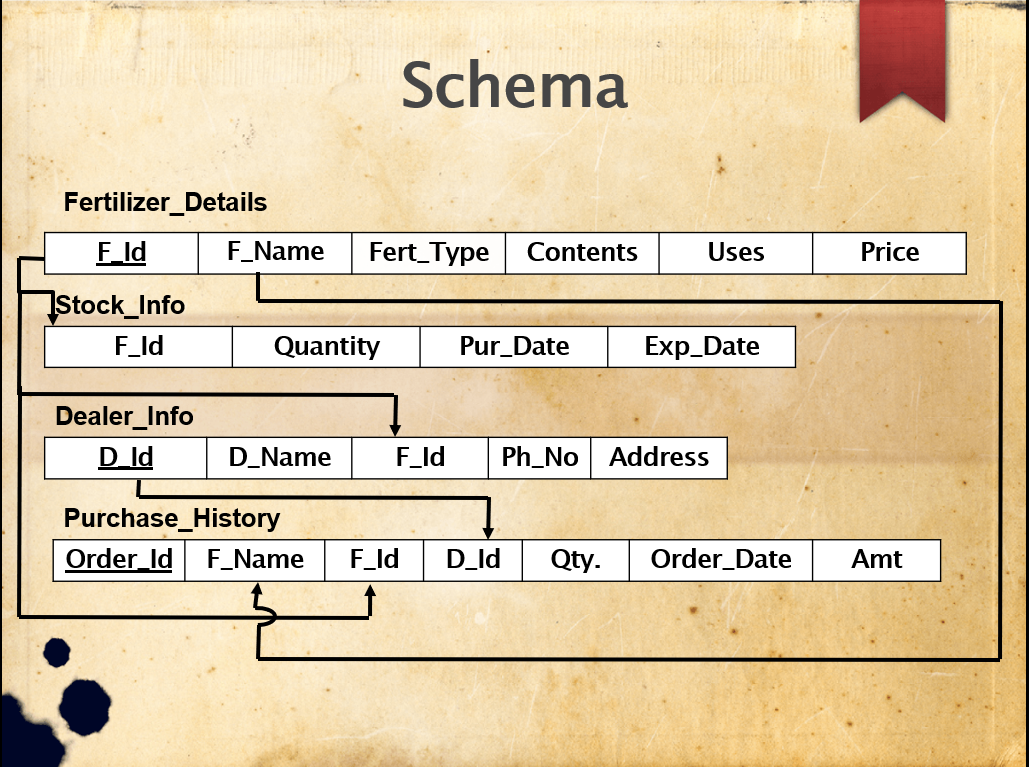 Schema
Fertilizer_Details
F_Id F_Name Fert_Type Contents Uses Price
Stock_Info
F_Id Quantity Pur_Date Exp_Date
Dealer_Info
D_Id D_Name F_Id Ph_No Address
Purchase_History
Order_Id F_Name F_Id D_Id Qty. Order_Date Amt